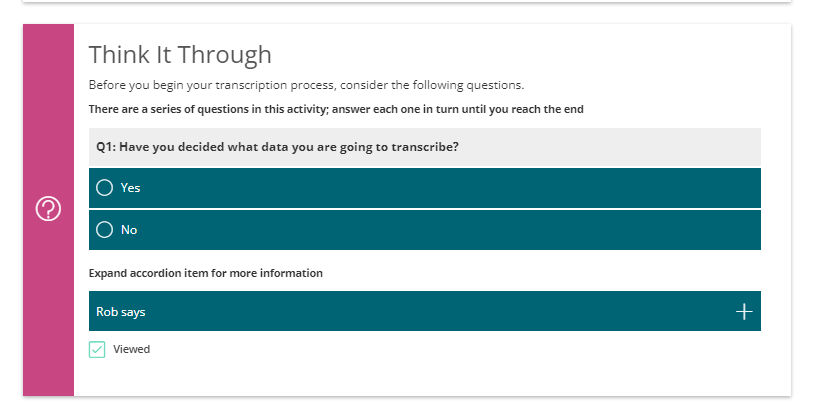 Think It Through
Before you begin your transcription process, consider the following questions.
There are a series of questions in this activity; answer each one in turn until you reach the end
Q1: Have you decided what data you are going to transcribe?
Yes
No
Expand accordion item for more information
Rob says
Viewed